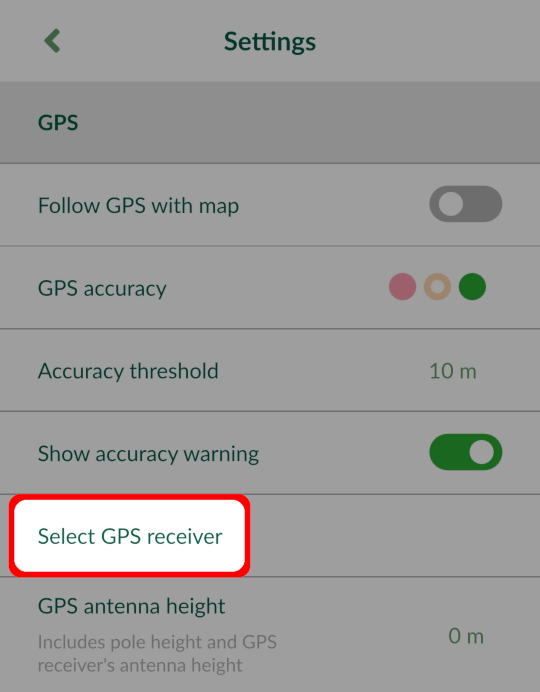 Settings
GPS
Follow GPS with map
GPS accuracy
Accuracy threshold 10 m
Show accuracy warning
Select GPS receiver
GPS antenna height
Includes pole height and GPS
receiver's antenna height
0 m